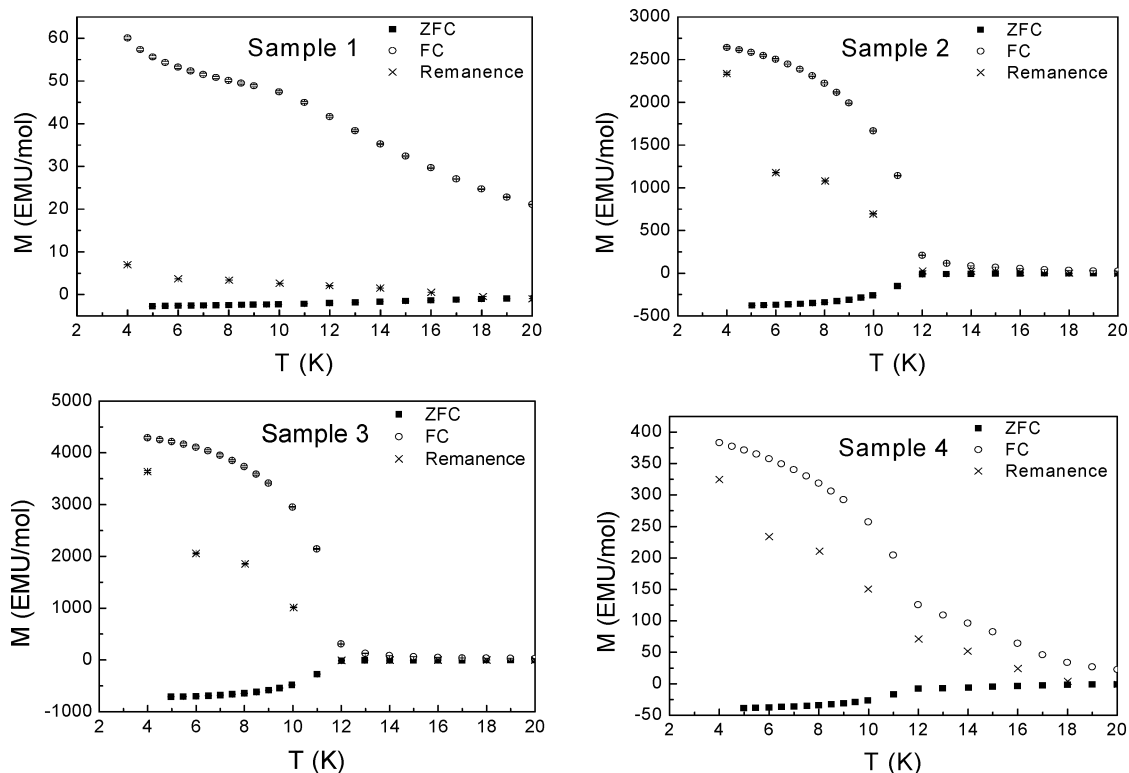 Sample 1
ZFC
FC
Remanence
M (EMU/mol)
60
50
40
30
20
10
0
2 4 6 8 10 12 14 16 18 20
T (K)
Sample 2
ZFC
FC
Remanence
M (EMU/mol)
3000
2500
2000
1500
1000
500
0
-500
2 4 6 8 10 12 14 16 18 20
T (K)
Sample 3
ZFC
FC
Remanence
M (EMU/mol)
5000
4000
3000
2000
1000
0
-1000
2 4 6 8 10 12 14 16 18 20
T (K)
Sample 4
ZFC
FC
Remanence
M (EMU/mol)
400
350
300
250
200
150
100
50
0
-50
2 4 6 8 10 12 14 16 18 20
T (K)